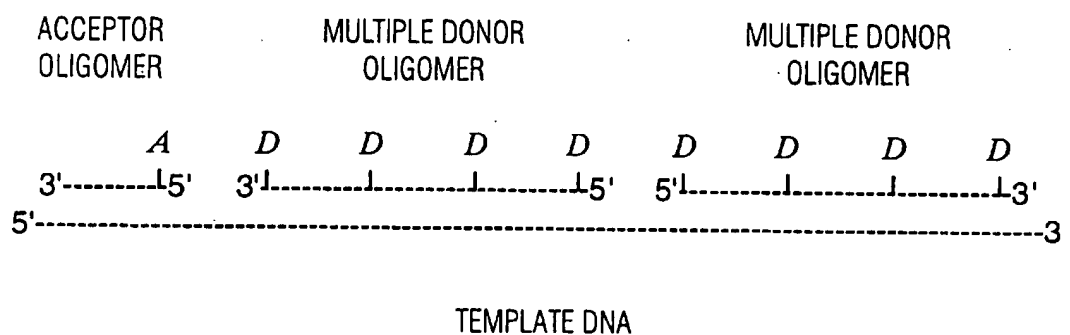 ACCEPTOR OLIGOMER
MULTIPLE DONOR OLIGOMER
MULTIPLE DONOR OLIGOMER
A D D D D D D D D
3'---------5' 3'------------------------------5' 5'------------------------------3'
5'----------------------------------------------------------------------------------------3
TEMPLATE DNA